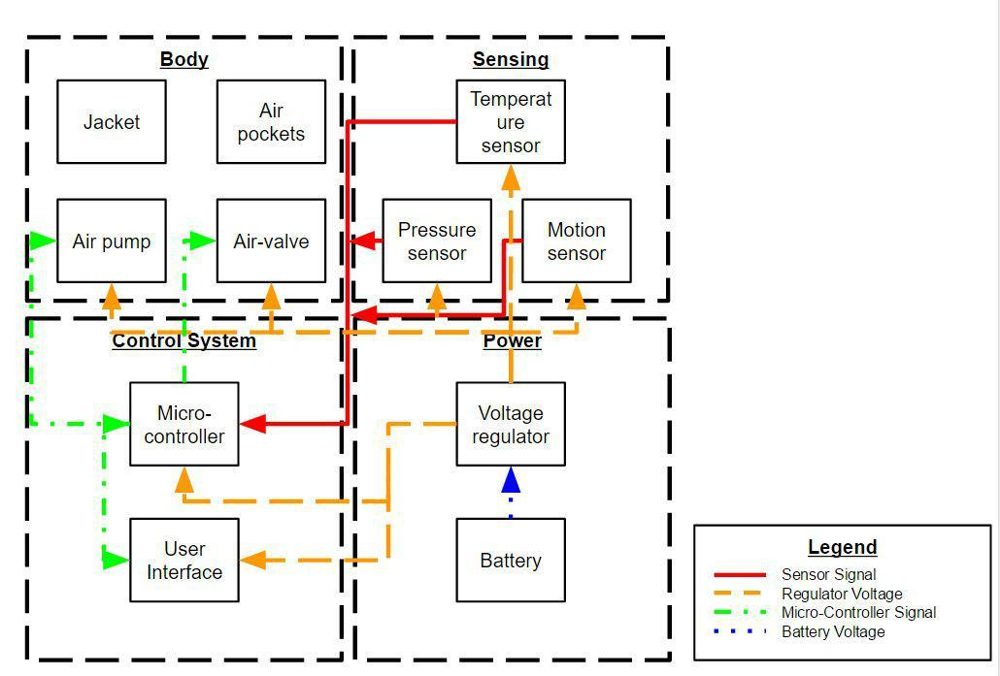 Body
Jacket
Air
pockets
Air pump
Air-valve
Sensing
Temperat
ure
sensor
Pressure
sensor
Motion
sensor
Control System
Micro-
controller
User
Interface
Power
Voltage
regulator
Battery
Legend
Sensor Signal
Regulator Voltage
Micro-Controller Signal
Battery Voltage